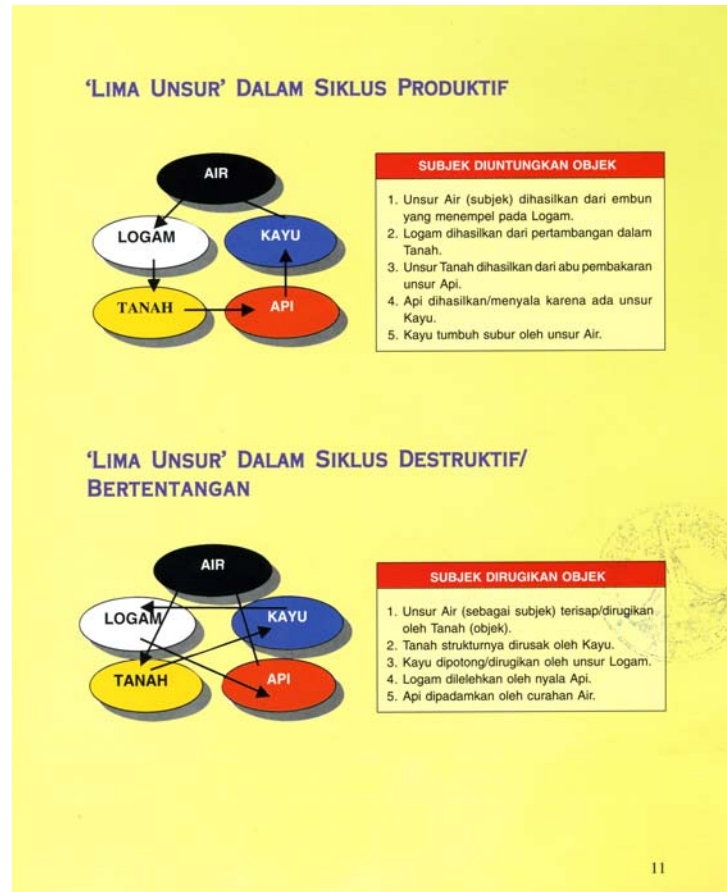 ‘LIMA UNSUR’ DALAM SIKLUS PRODUKTIF
AIR
LOGAM
KAYU
TANAH
API
SUBJEK DIUNTUNGKAN OBJEK
1. Unsur Air (subjek) dihasilkan dari embun
yang menempel pada Logam.
2. Logam dihasilkan dari pertambangan dalam
Tanah.
3. Unsur Tanah dihasilkan dari abu pembakaran
unsur Api.
4. Api dihasilkan/menyala karena ada unsur
Kayu.
5. Kayu tumbuh subur oleh unsur Air.
‘LIMA UNSUR’ DALAM SIKLUS DESTRUKTIF/
BERTENTANGAN
AIR
LOGAM
KAYU
TANAH
API
SUBJEK DIRUGIKAN OBJEK
1. Unsur Air (sebagai subjek) terisap/dirugikan
oleh Tanah (objek).
2. Tanah strukturnya dirusak oleh Kayu.
3. Kayu dipotong/dirugikan oleh unsur Logam.
4. Logam dilelehkan oleh nyala Api.
5. Api dipadamkan oleh curahan Air.
11